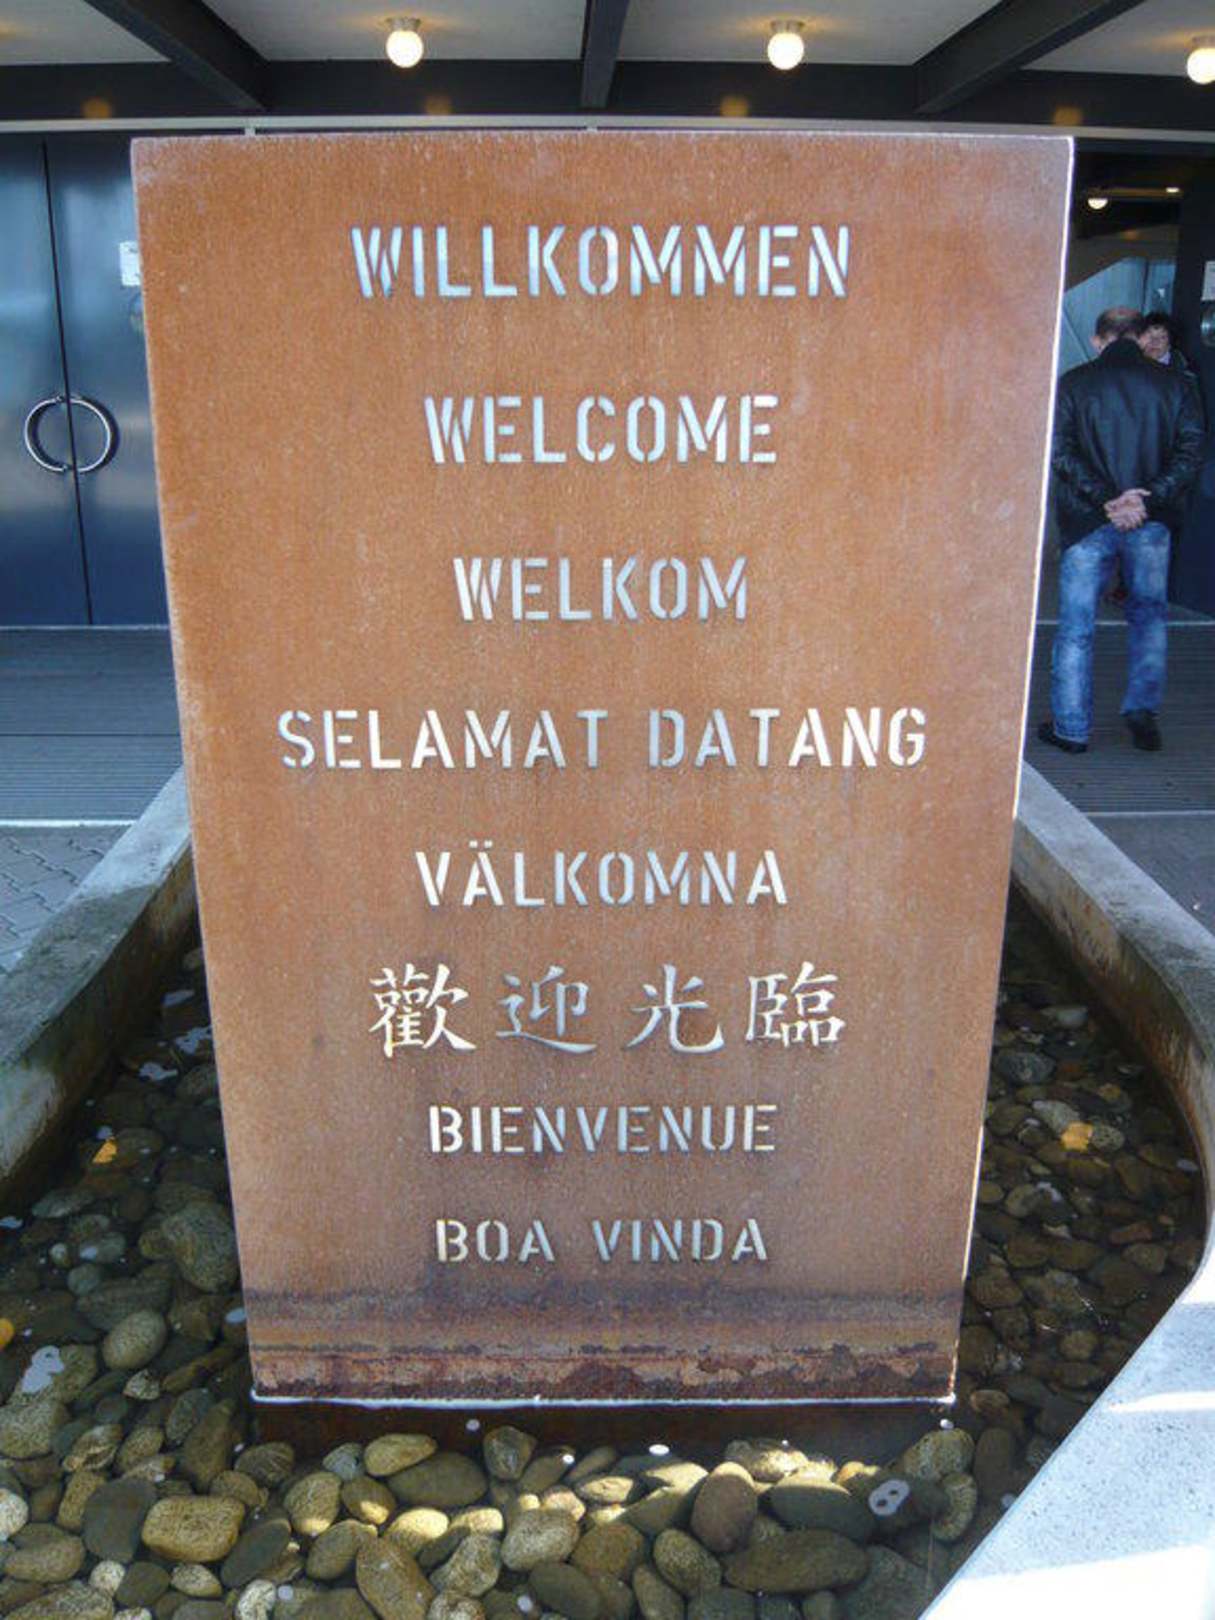 WILLKOMMEN
WELCOME
WELKOM
SELAMAT DATANG
VÄLKOMNA
歡迎光臨
BIENVENUE
BOA VINDA